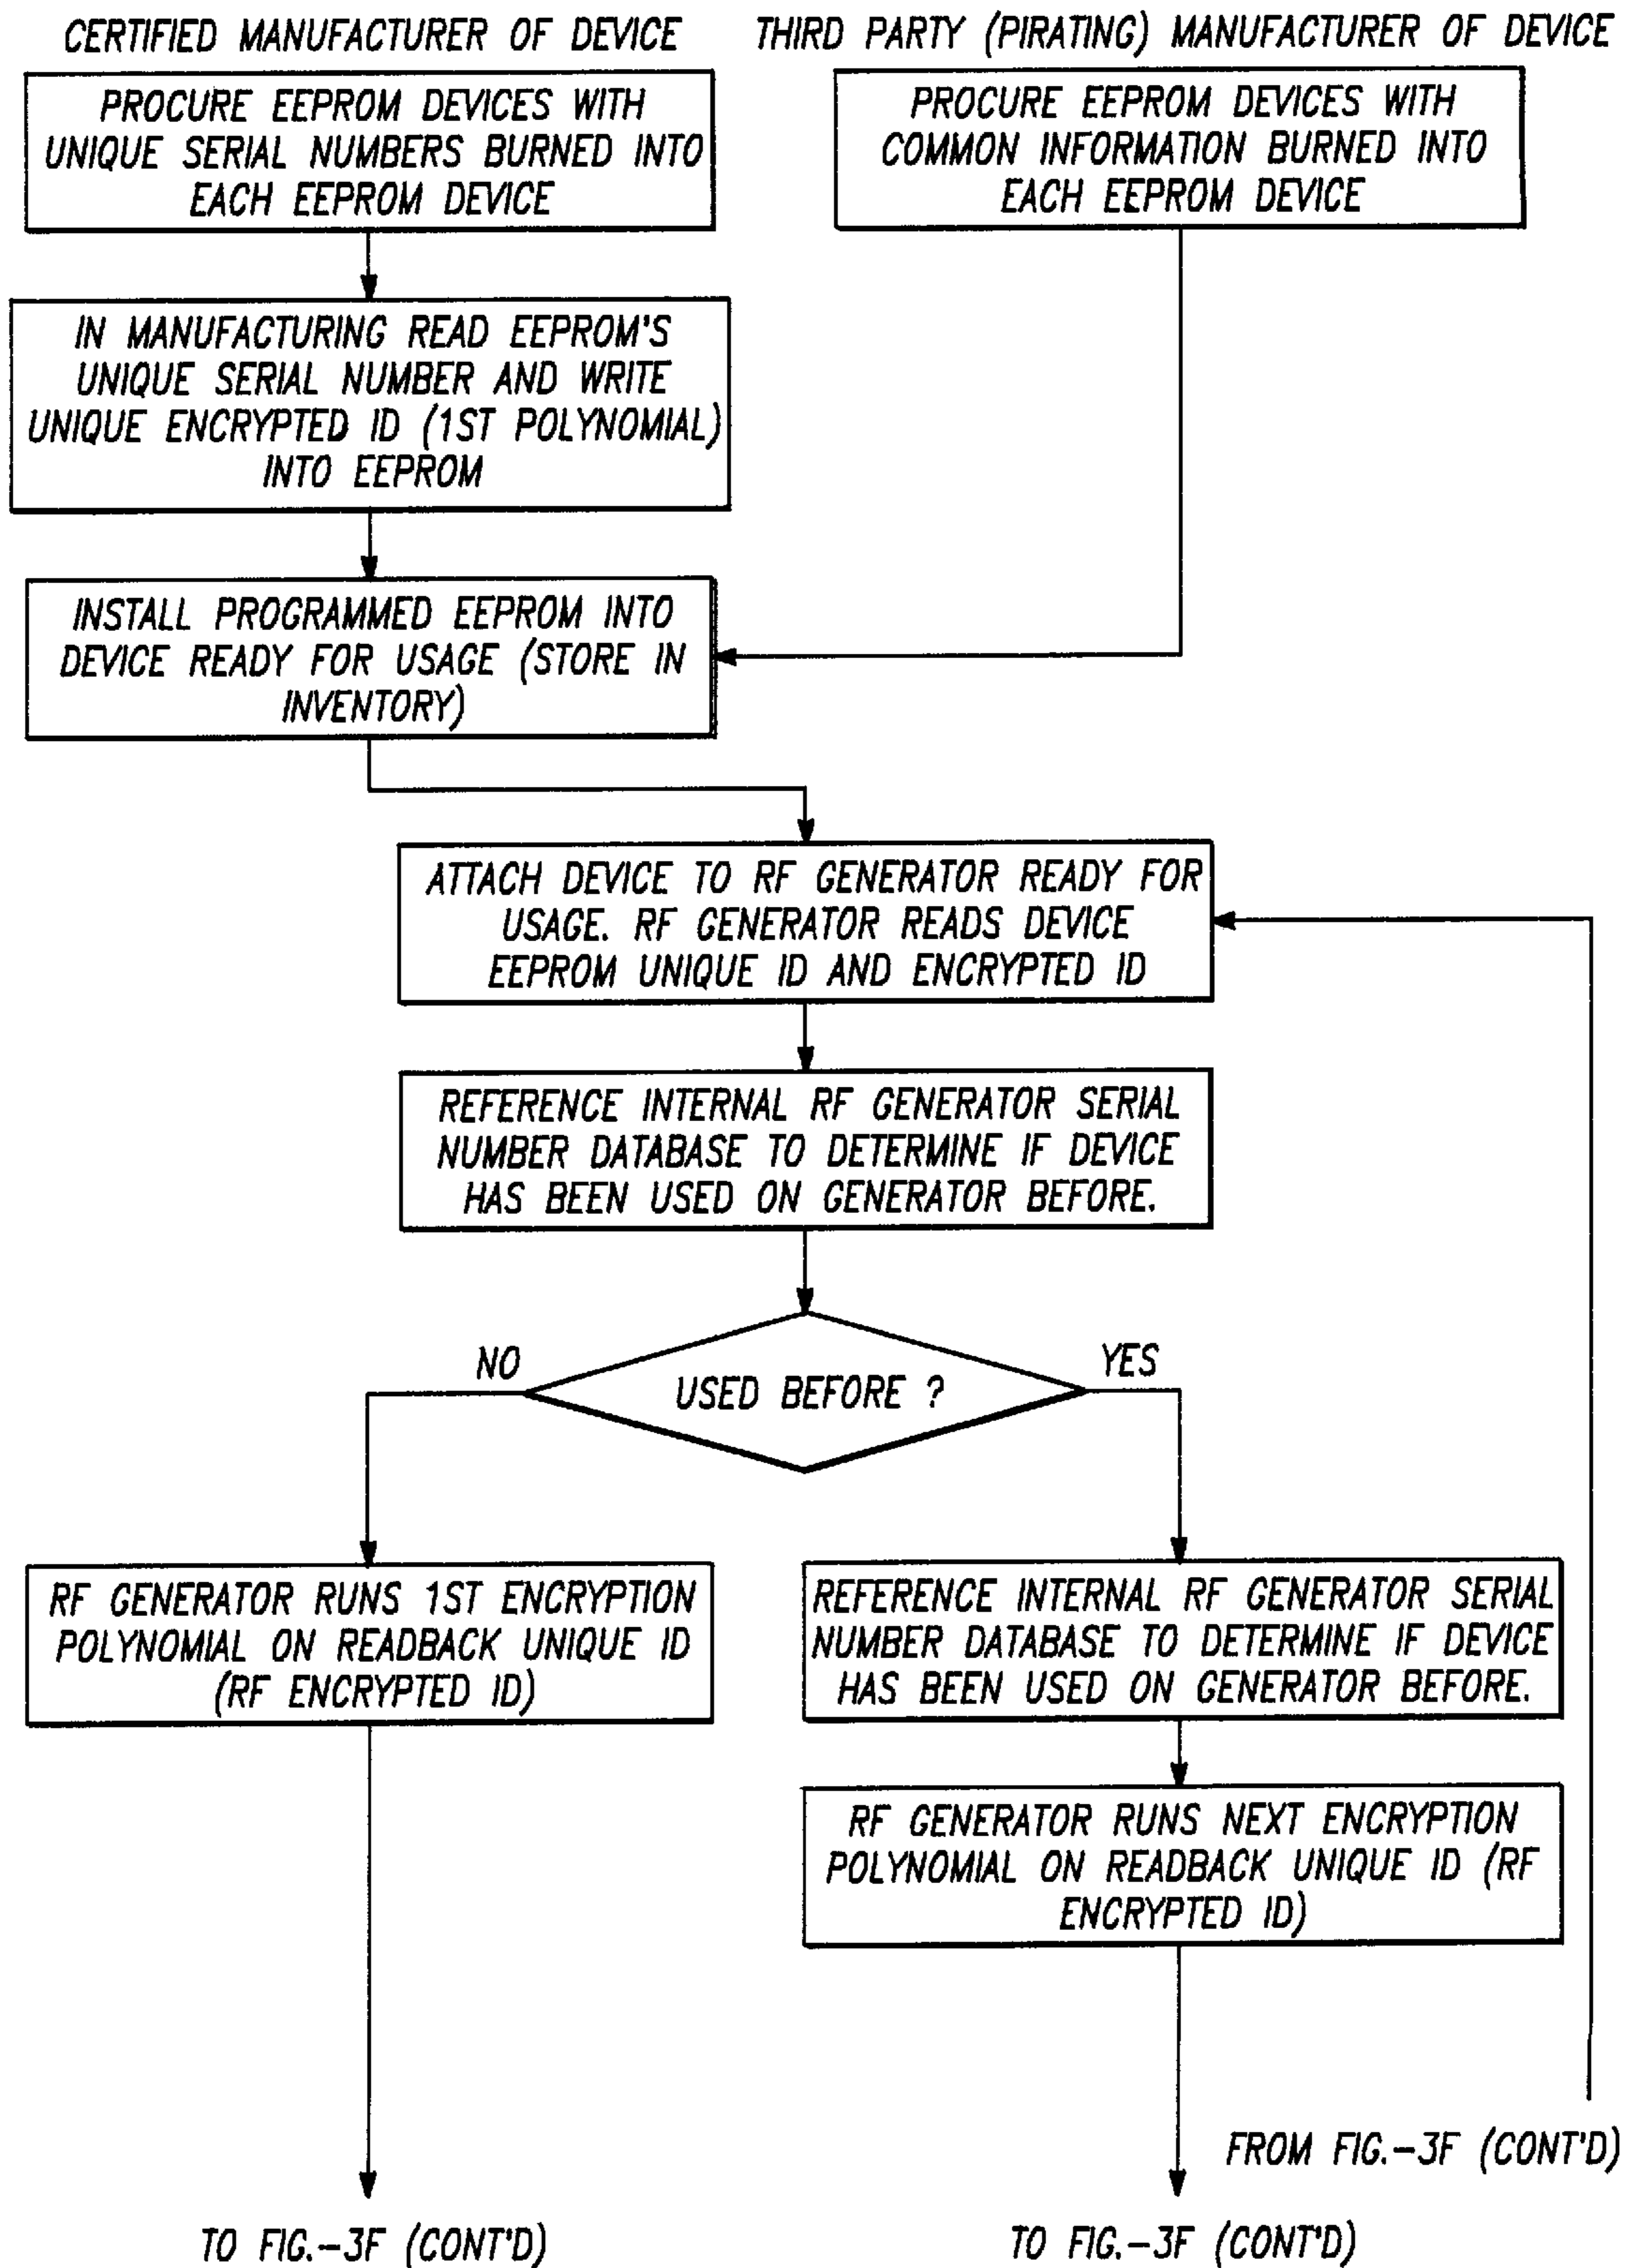 CERTIFIED MANUFACTURER OF DEVICE
THIRD PARTY (PIRATING) MANUFACTURER OF DEVICE
PROCURE EEPROM DEVICES WITH
UNIQUE SERIAL NUMBERS BURNED INTO
EACH EEPROM DEVICE
PROCURE EEPROM DEVICES WITH
COMMON INFORMATION BURNED INTO
EACH EEPROM DEVICE
IN MANUFACTURING READ EEPROM'S
UNIQUE SERIAL NUMBER AND WRITE
UNIQUE ENCRYPTED ID (1ST POLYNOMIAL)
INTO EEPROM
INSTALL PROGRAMMED EEPROM INTO
DEVICE READY FOR USAGE (STORE IN
INVENTORY)
ATTACH DEVICE TO RF GENERATOR READY FOR
USAGE. RF GENERATOR READS DEVICE
EEPROM UNIQUE ID AND ENCRYPTED ID
REFERENCE INTERNAL RF GENERATOR SERIAL
NUMBER DATABASE TO DETERMINE IF DEVICE
HAS BEEN USED ON GENERATOR BEFORE.
NO
USED BEFORE ?
YES
RF GENERATOR RUNS 1ST ENCRYPTION
POLYNOMIAL ON READBACK UNIQUE ID
(RF ENCRYPTED ID)
REFERENCE INTERNAL RF GENERATOR SERIAL
NUMBER DATABASE TO DETERMINE IF DEVICE
HAS BEEN USED ON GENERATOR BEFORE.
RF GENERATOR RUNS NEXT ENCRYPTION
POLYNOMIAL ON READBACK UNIQUE ID (RF
ENCRYPTED ID)
FROM FIG.-3F (CONT'D)
TO FIG.-3F (CONT'D)
TO FIG.-3F (CONT'D)